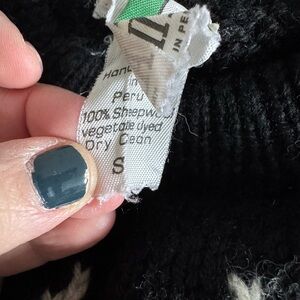 IN PE
Hand
in
Peru
100% Sheepwo
vegetable dyed
Dry Clean
S